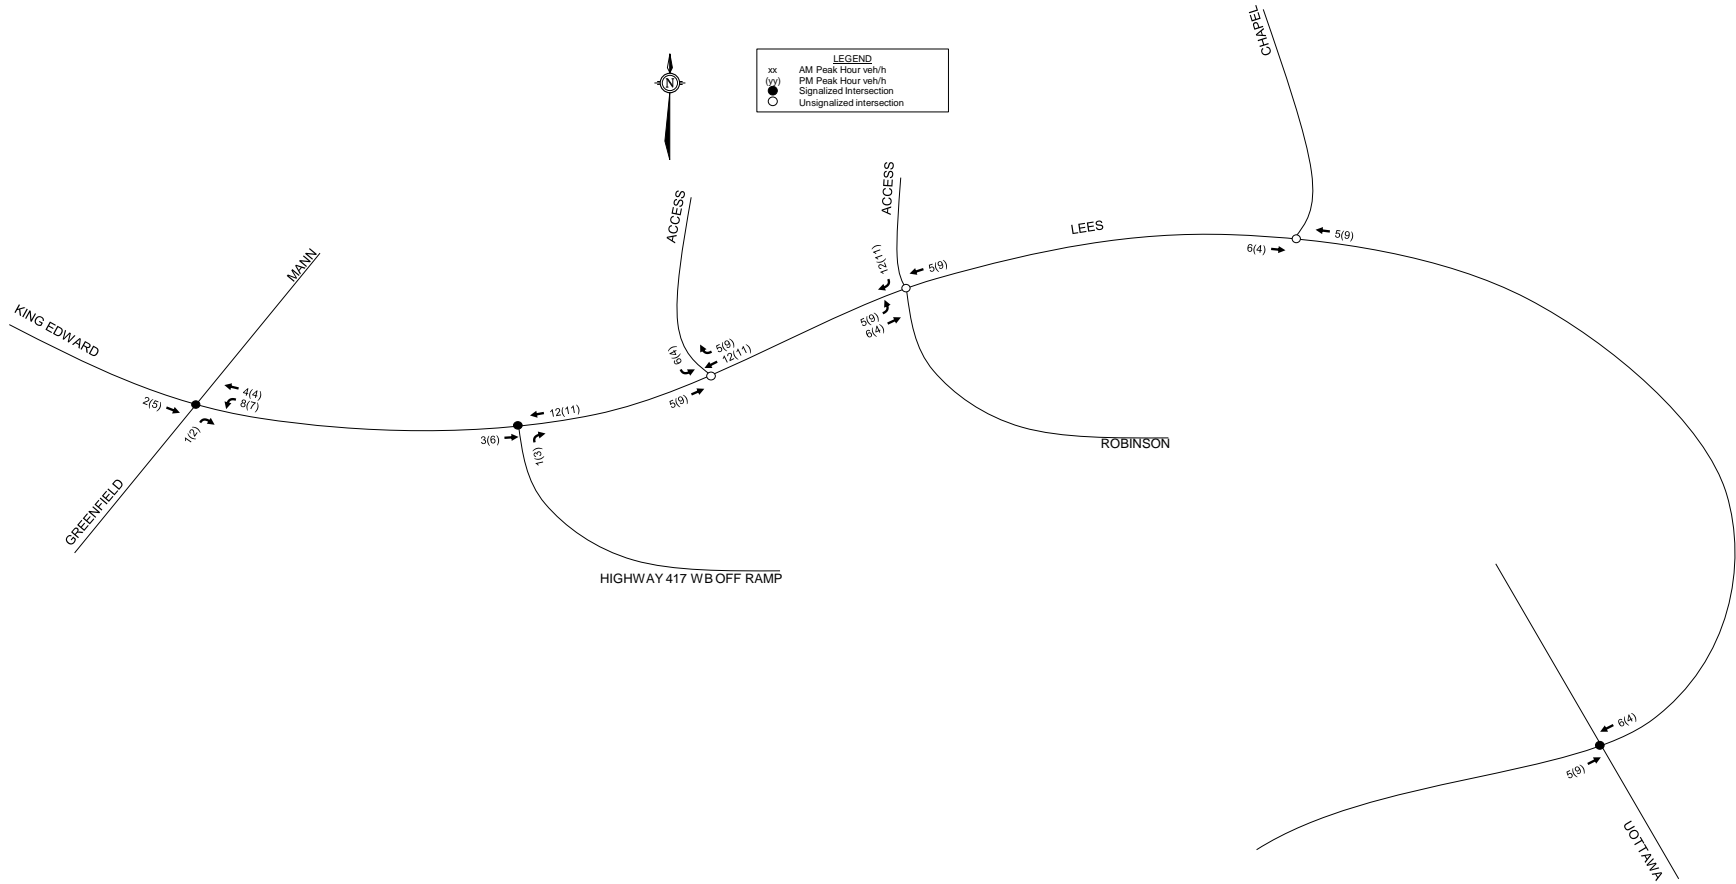 CHAPEL
N
LEGEND
xx AM Peak Hour veh/h
(yy) PM Peak Hour veh/h
Signalized Intersection
Unsignalized intersection
ACCESS
ACCESS
LEES
5(9)
6(4)
MANN
KING EDWARD
12(11)
5(9)
5(9)
6(4)
5(9)
12(11)
6(4)
5(9)
4(4)
8(7)
2(5)
1(2)
12(11)
3(6)
1(3)
ROBINSON
GREENFIELD
HIGHWAY 417 WB OFF RAMP
6(4)
5(9)
UOTTAWA